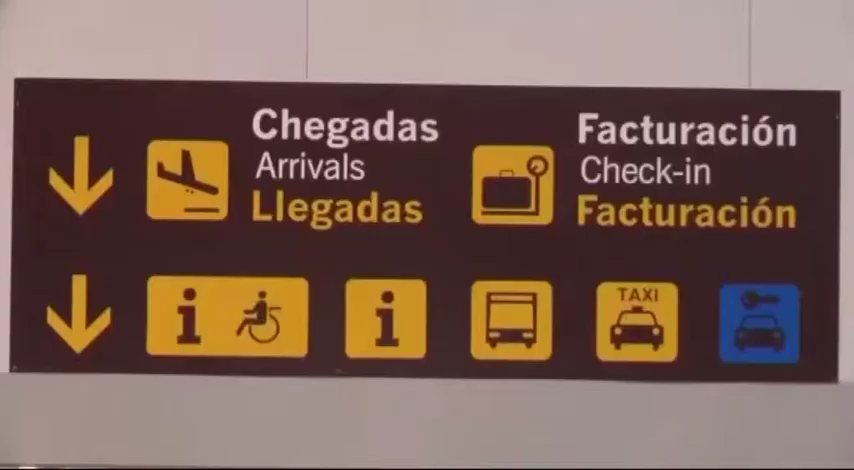 Chegadas
Arrivals
Llegadas
Facturación
Check-in
Facturación
i
i
TAXI